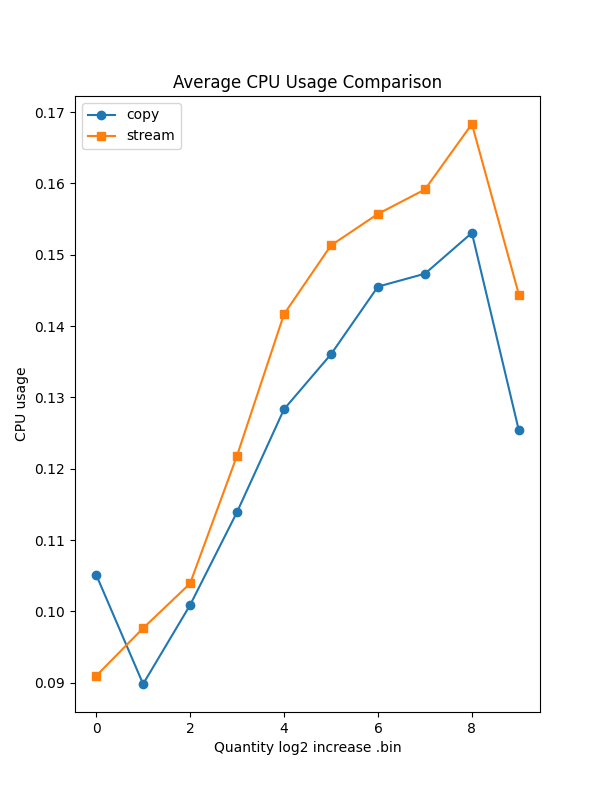 Average CPU Usage Comparison
copy
stream
CPU usage
0.17
0.16
0.15
0.14
0.13
0.12
0.11
0.10
0.09
0 2 4 6 8
Quantity log2 increase .bin